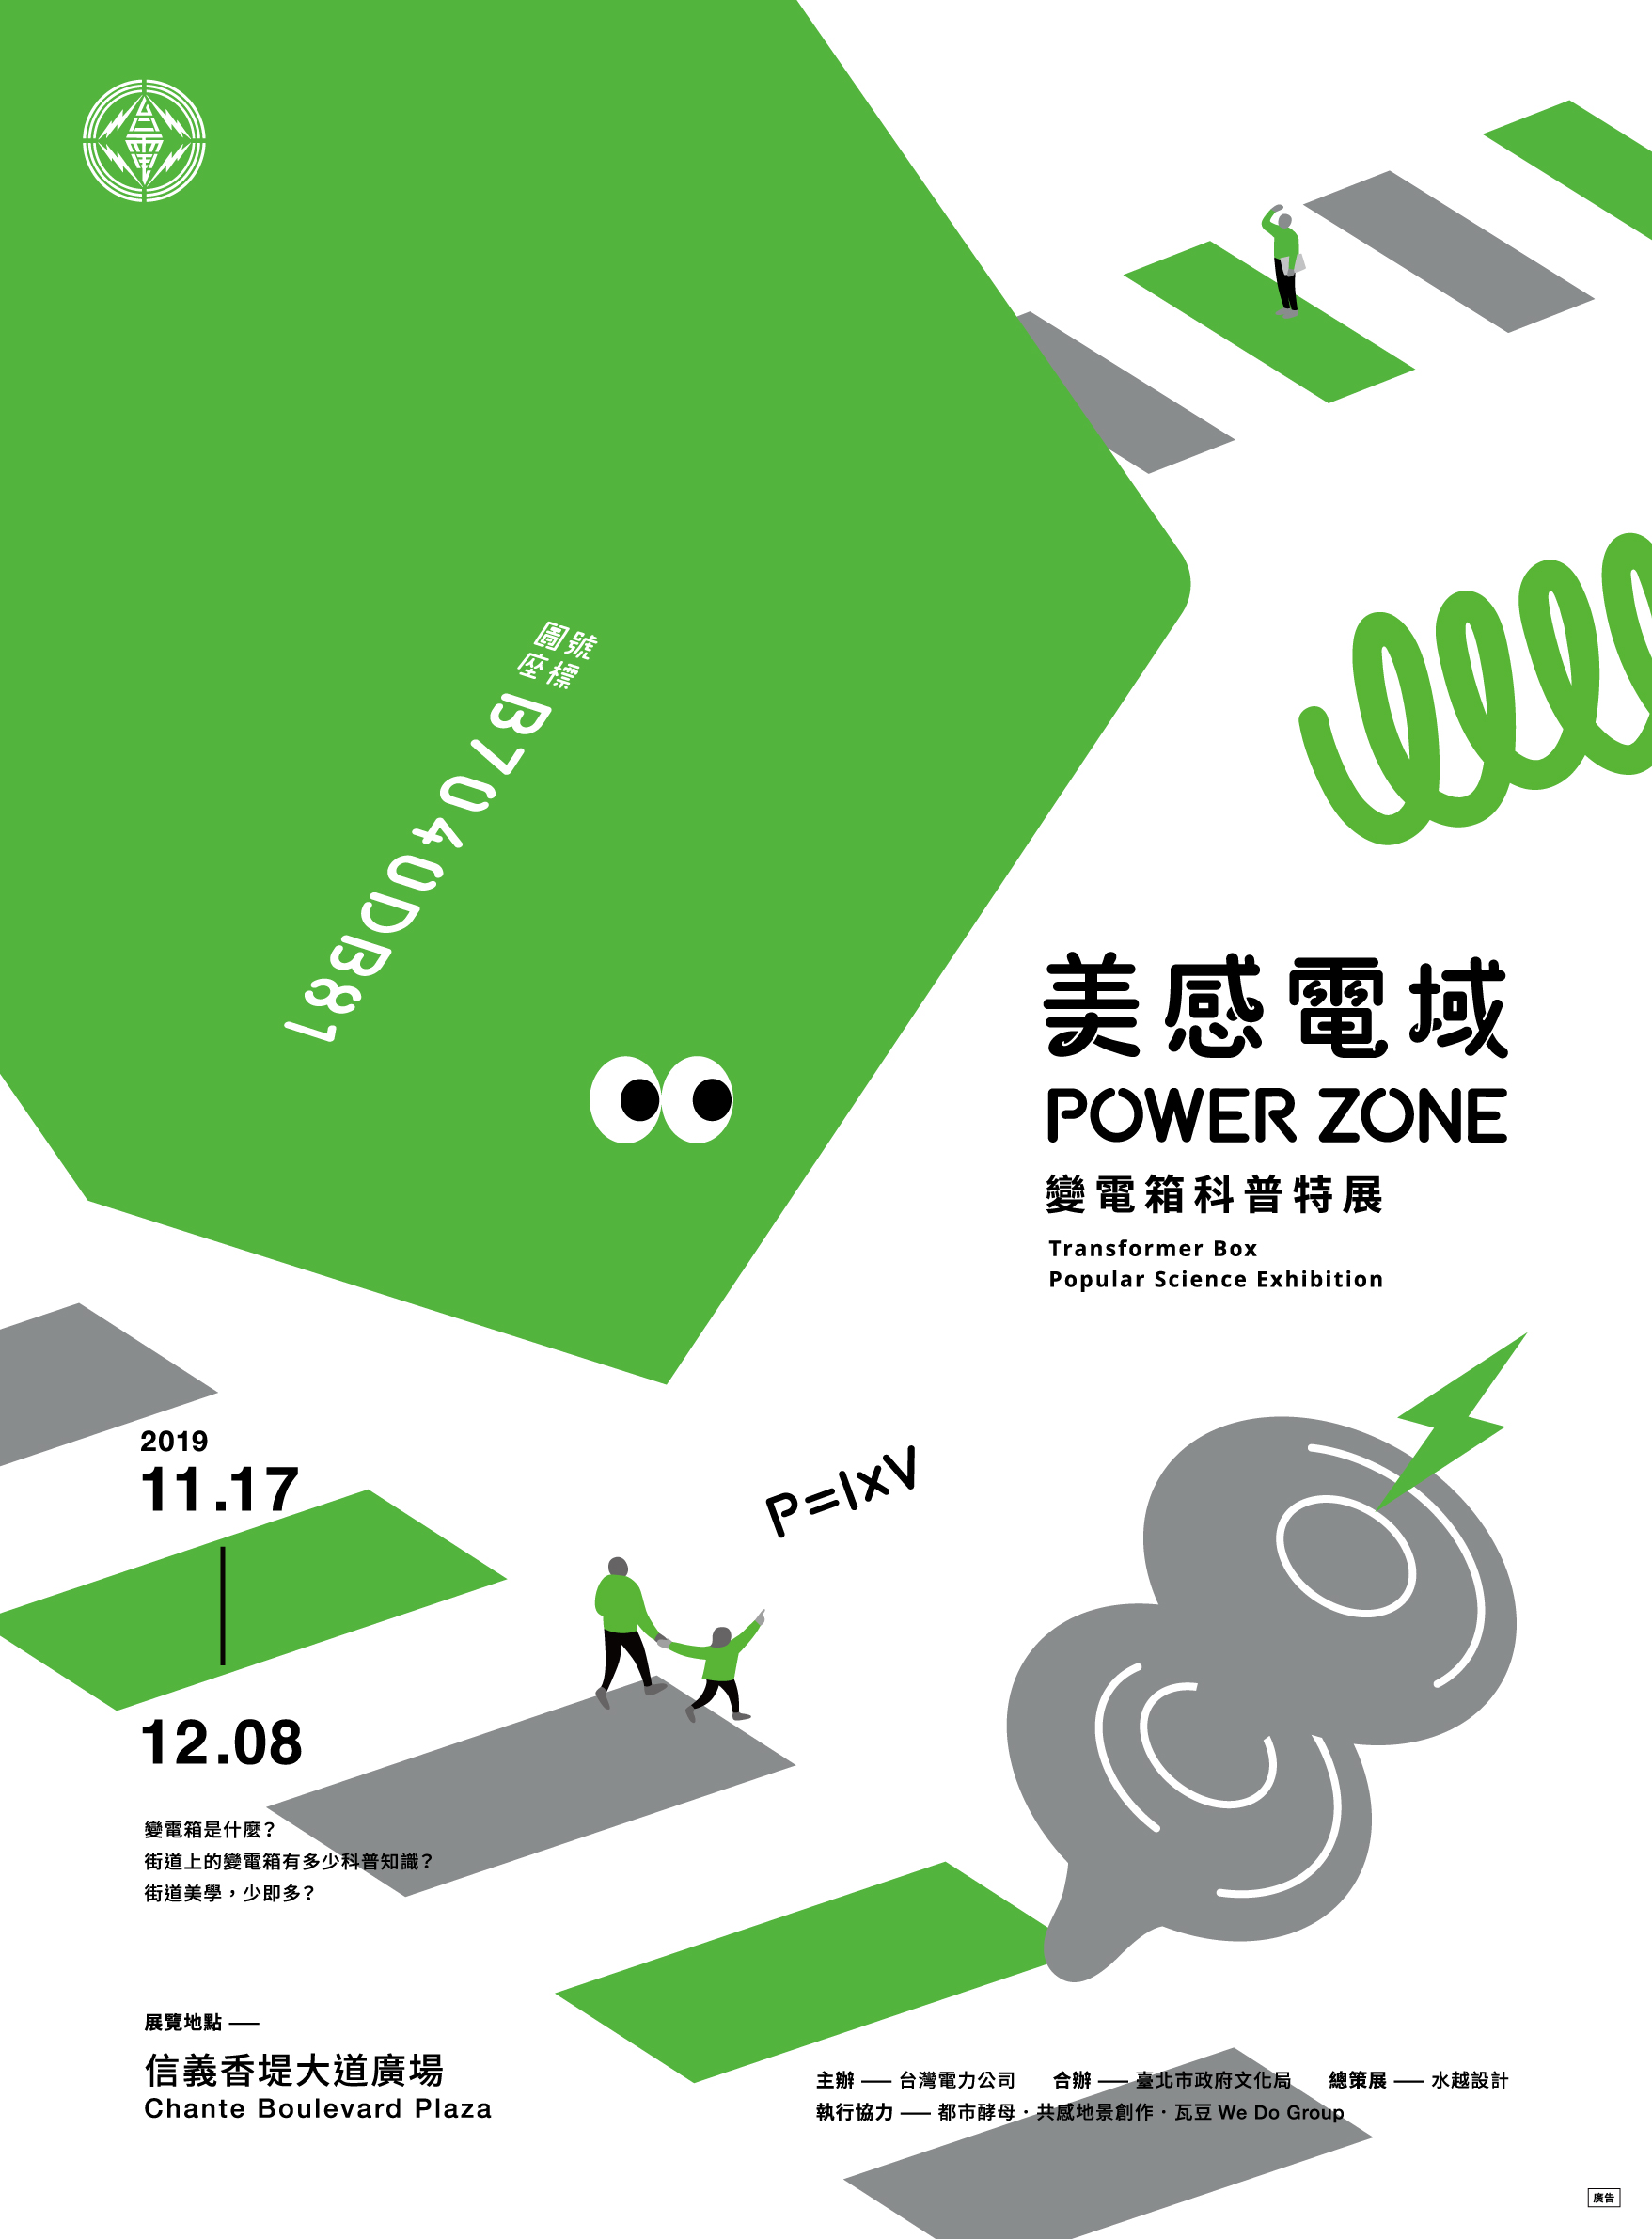 台電
圖號
座標
B7040DB81
美感電域
POWER ZONE
變電箱科普特展
Transformer Box
Popular Science Exhibition
2019
11.17
12.08
P=IxV
變電箱是什麼？
街道上的變電箱有多少科普知識？
街道美學，少即多？
展覽地點 ——
信義香堤大道廣場
Chante Boulevard Plaza
主辦 —— 台灣電力公司　合辦 —— 臺北市政府文化局　總策展 —— 水越設計
執行協力 —— 都市酵母．共感地景創作．瓦豆 We Do Group
廣告